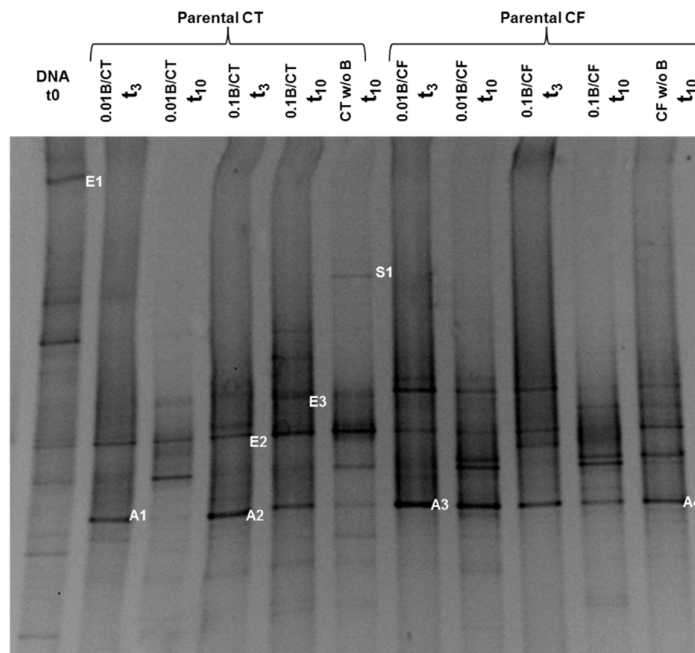 Parental CT
Parental CF
DNA
t0
0.01B/CT
t3
0.01B/CT
t10
0.1B/CT
t3
0.1B/CT
t10
CT w/o B
t10
0.01B/CF
t3
0.01B/CF
t10
0.1B/CF
t3
0.1B/CF
t10
CF w/o B
t10
E1
S1
E3
E2
A1
A2
A3
A4